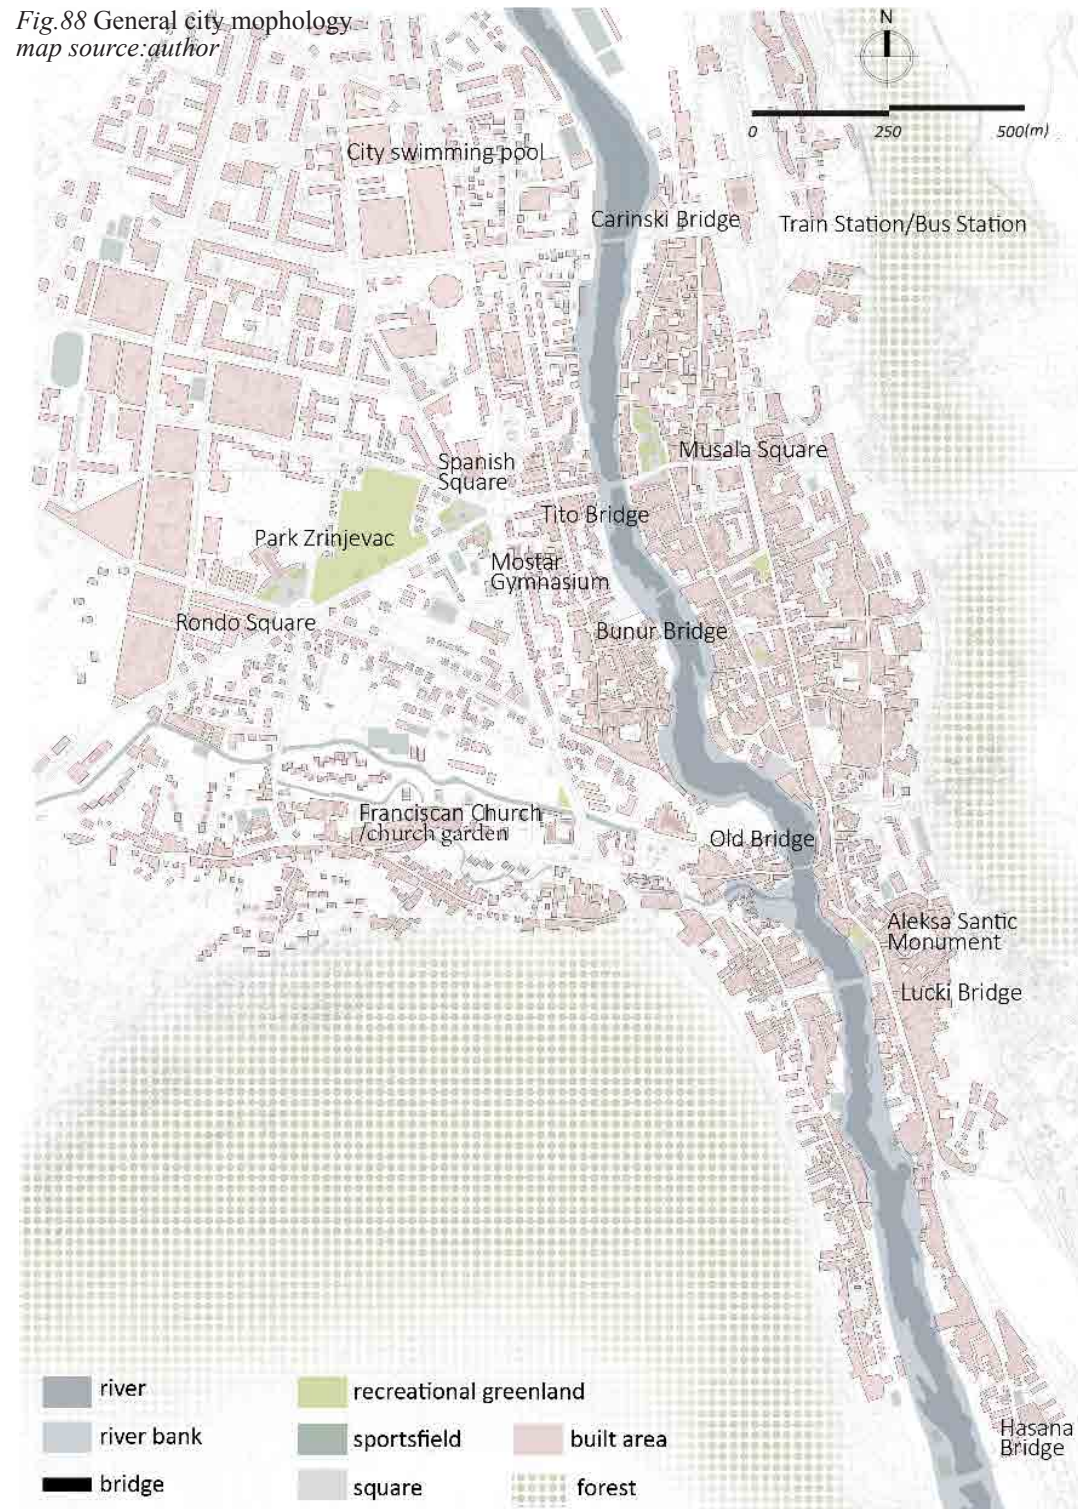 Fig.88 General city mophology
map source:author
N
0 250 500(m)
City swimming pool
Carinski Bridge
Train Station/Bus Station
Musala Square
Spanish
Square
Tito Bridge
Park Zrinjevac
Mostar
Gymnasium
Rondo Square
Bunur Bridge
Franciscan Church
/church garden
Old Bridge
Aleksa Santic
Monument
Lucki Bridge
Hasana
Bridge
river
recreational greenland
river bank
sportsfield
built area
bridge
square
forest